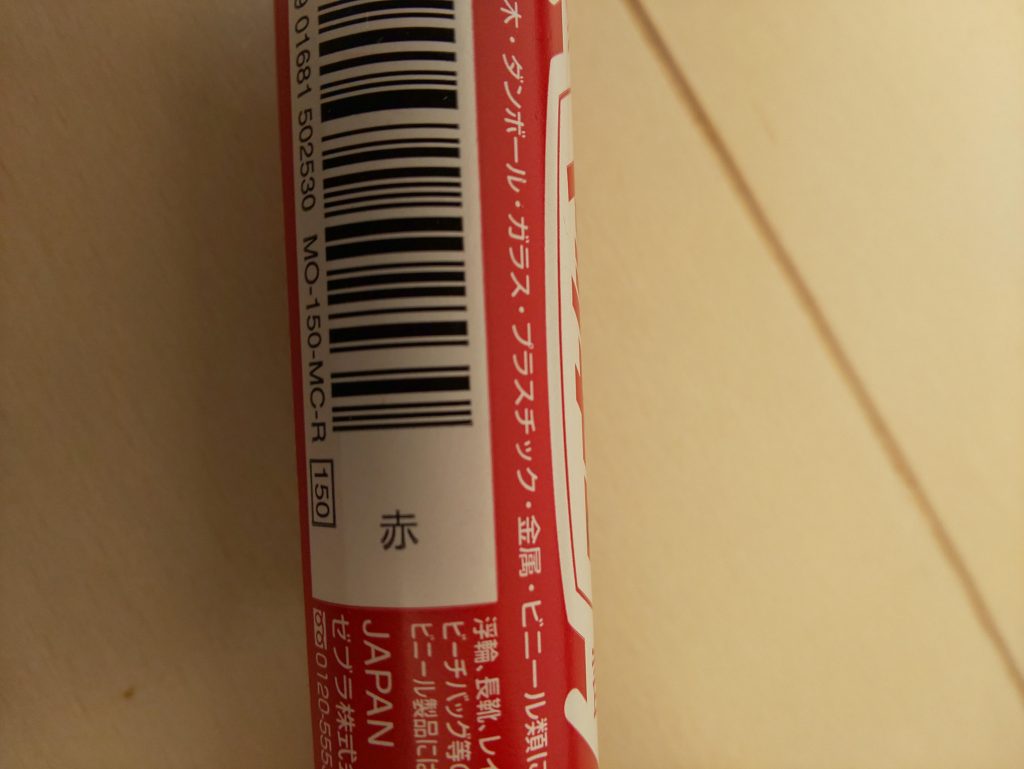 木・ダンボール・ガラス・プラスチック・金属・ビニール類に
01681 502530 MO-150-MC-R 150
赤
浮輪、長靴、レイ
ビーチバッグ等の
ビニール製品には
JAPAN
ゼブラ株式
0120-555